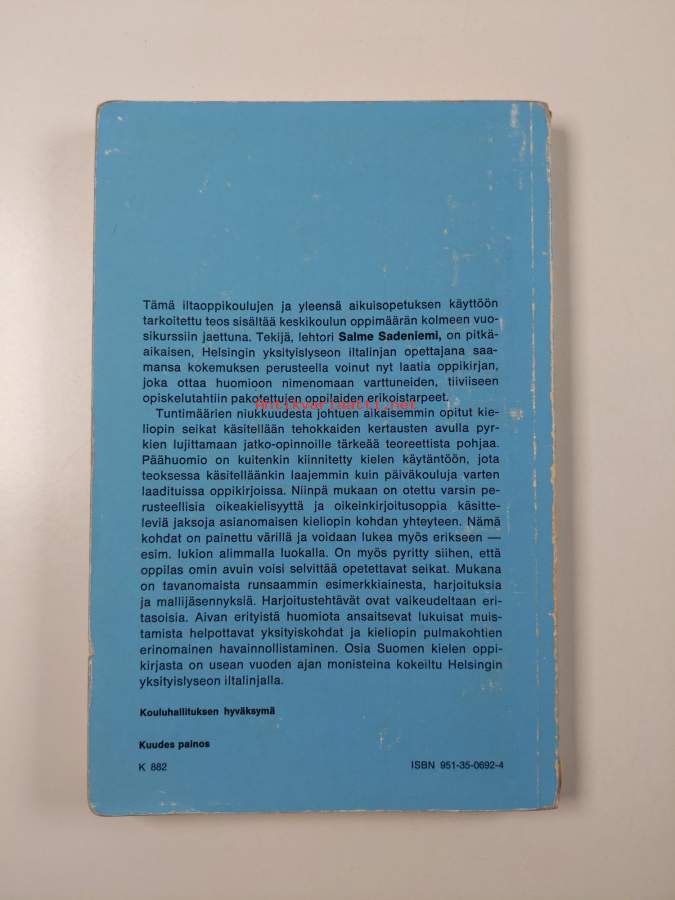 Tämä iltaoppikoulujen ja yleensä aikuisopetuksen käyttöön
tarkoitettu teos sisältää keskikoulun oppimäärän kolmeen vuo-
sikurssiin jaettuna. Tekijä, lehtori Salme Sadeniemi, on pitkä-
aikaisen, Helsingin yksityislyseon iltalinjan opettajana saa-
mansa kokemuksen perusteella voinut nyt laatia oppikirjan,
joka ottaa huomioon nimenomaan varttuneiden, tiiviiseen
opiskelutahtiin pakotettujen oppilaiden erikoistarpeet.
Antikvariaatti.net
Tuntimäärien niukkuudesta johtuen aikaisemmin opitut kie-
liopin seikat käsitellään tehokkaiden kertausten avulla pyr-
kien lujittamaan jatko-opinnoille tärkeää teoreettista pohjaa.
Päähuomio on kuitenkin kiinnitetty kielen käytäntöön, jota
teoksessa käsitelläänkin laajemmin kuin päiväkouluja varten
laadituissa oppikirjoissa. Niinpä mukaan on otettu varsin pe-
rusteellisia oikeakielisyyttä ja oikeinkirjoitusoppia käsitte-
leviä jaksoja asianomaisen kieliopin kohdan yhteyteen. Nämä
kohdat on painettu värillä ja voidaan lukea myös erikseen —
esim. lukion alimmalla luokalla. On myös pyritty siihen, että
oppilas omin avuin voisi selvittää opetettavat seikat. Mukana
on tavanomaista runsaammin esimerkkiainesta, harjoituksia
ja mallijäsennyksiä. Harjoitustehtävät ovat vaikeudeltaan eri-
tasoisia. Aivan erityistä huomiota ansaitsevat lukuisat muis-
tamista helpottavat yksityiskohdat ja kieliopin pulmakohtien
erinomainen havainnollistaminen. Osia Suomen kielen oppi-
kirjasta on usean vuoden ajan monisteina kokeiltu Helsingin
yksityislyseon iltalinjalla.
Kouluhallituksen hyväksymä
Kuudes painos
K 882 ISBN 951-35-0692-4